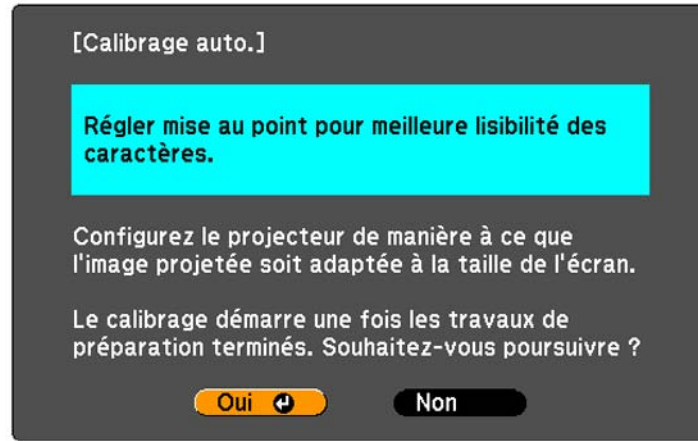 [Calibrage auto.]
Régler mise au point pour meilleure lisibilité des
caractères.
Configurez le projecteur de manière à ce que
l'image projetée soit adaptée à la taille de l'écran.
Le calibrage démarre une fois les travaux de
préparation terminés. Souhaitez-vous poursuivre ?
Oui Non